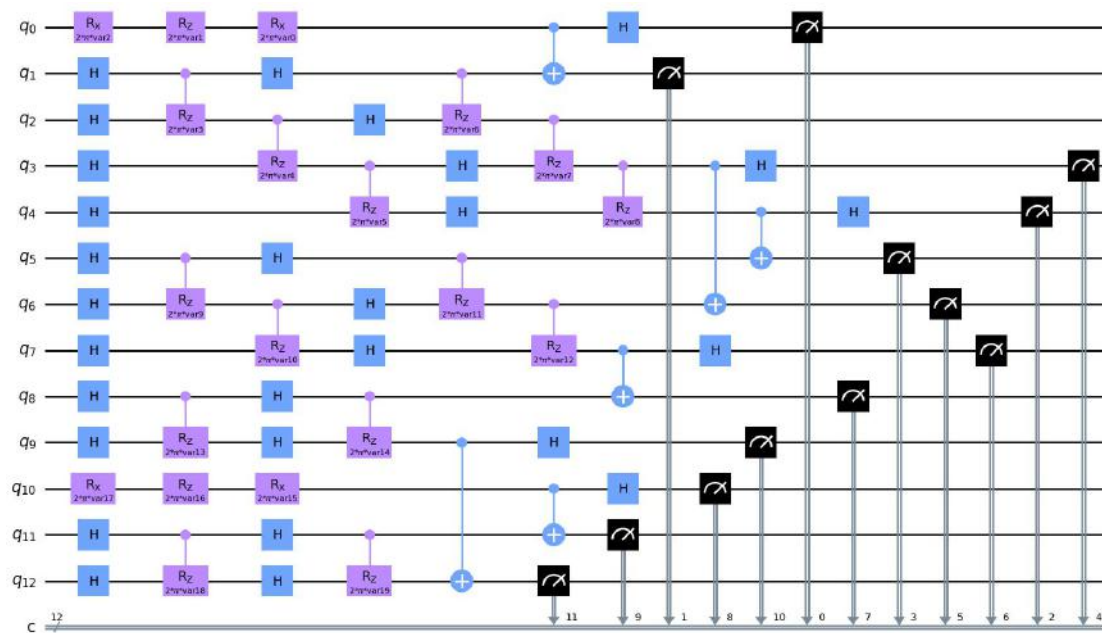 q0 RX 2*π*var2 RZ 2*π*var1 RX 2*π*var0 H
q1 H H
q2 H RZ 2*π*var3 H RZ 2*π*var6
q3 H RZ 2*π*var4 H RZ 2*π*var7 H
q4 H RZ 2*π*var5 H RZ 2*π*var8 H
q5 H H
q6 H RZ 2*π*var9 H RZ 2*π*var11
q7 H RZ 2*π*var10 H RZ 2*π*var12 H
q8 H H
q9 H RZ 2*π*var13 H RZ 2*π*var14 H
q10 RX 2*π*var17 RZ 2*π*var16 RX 2*π*var15 H
q11 H H
q12 H RZ 2*π*var18 H RZ 2*π*var19
c 12 11 9 1 8 10 0 7 3 5 6 2 4